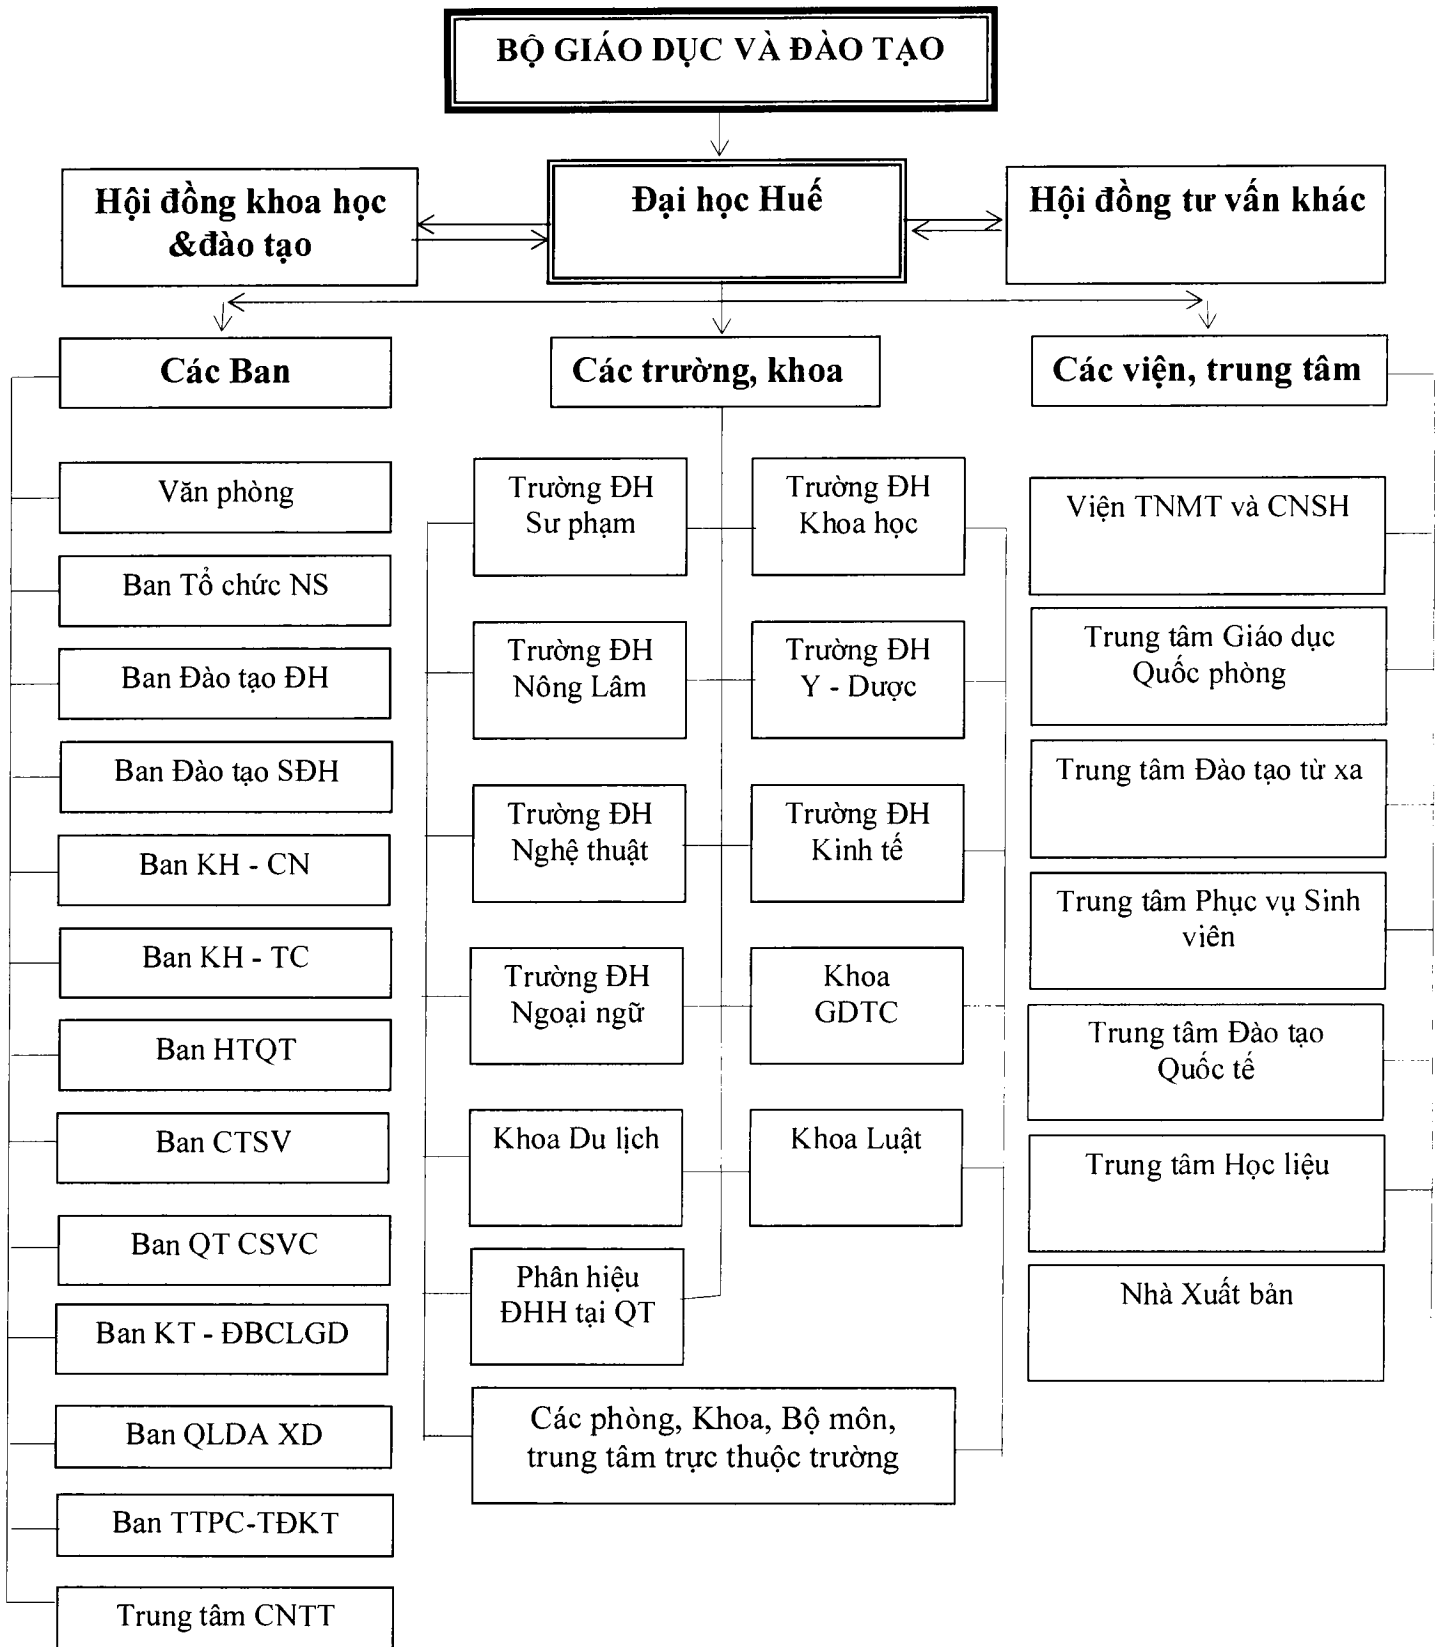 BỘ GIÁO DỤC VÀ ĐÀO TẠO
Hội đồng khoa học
&đào tạo
Đại học Huế
Hội đồng tư vấn khác
Các Ban
Văn phòng
Ban Tổ chức NS
Ban Đào tạo ĐH
Ban Đào tạo SĐH
Ban KH - CN
Ban KH - TC
Ban HTQT
Ban CTSV
Ban QT CSVC
Ban KT - ĐBCLGD
Ban QLDA XD
Ban TTPC-TĐKT
Trung tâm CNTT
Các trường, khoa
Trường ĐH
Sư phạm
Trường ĐH
Khoa học
Trường ĐH
Nông Lâm
Trường ĐH
Y - Dược
Trường ĐH
Nghệ thuật
Trường ĐH
Kinh tế
Trường ĐH
Ngoại ngữ
Khoa
GDTC
Khoa Du lịch
Khoa Luật
Phân hiệu
ĐHH tại QT
Các phòng, Khoa, Bộ môn,
trung tâm trực thuộc trường
Các viện, trung tâm
Viện TNMT và CNSH
Trung tâm Giáo dục
Quốc phòng
Trung tâm Đào tạo từ xa
Trung tâm Phục vụ Sinh
viên
Trung tâm Đào tạo
Quốc tế
Trung tâm Học liệu
Nhà Xuất bản